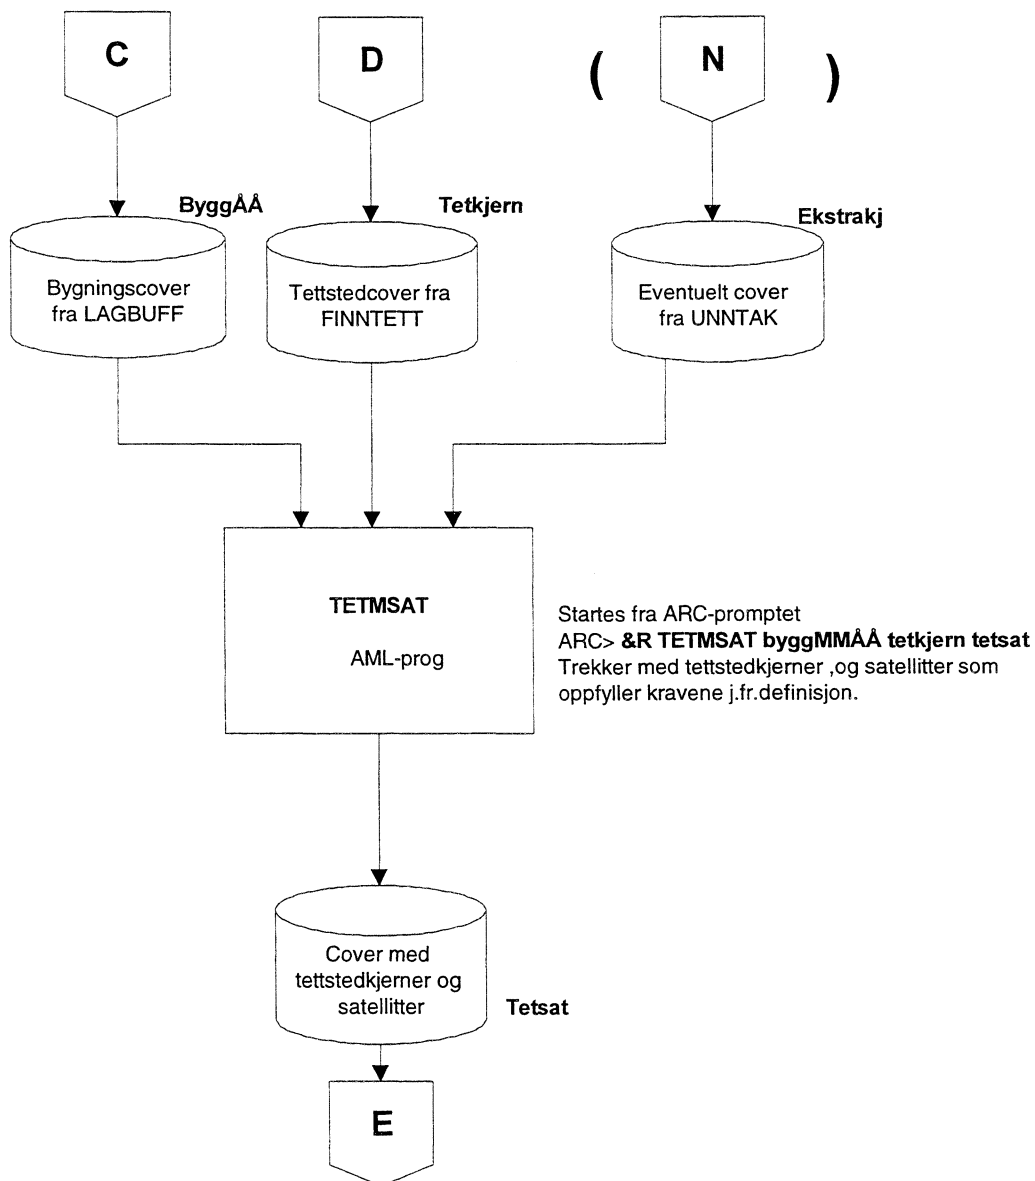 C
D
( N )
ByggÅÅ
Tetkjern
Ekstrakj
Bygningscover
fra LAGBUFF
Tettstedcover fra
FINNTETT
Eventuelt cover
fra UNNTAK
TETMSAT
AML-prog
Startes fra ARC-promptet
ARC> &R TETMSAT byggMMÅÅ tetkjern tetsat
Trekker med tettstedkjerner ,og satellitter som
oppfyller kravene j.fr.definisjon.
Cover med
tettstedkjerner og
satellitter
Tetsat
E